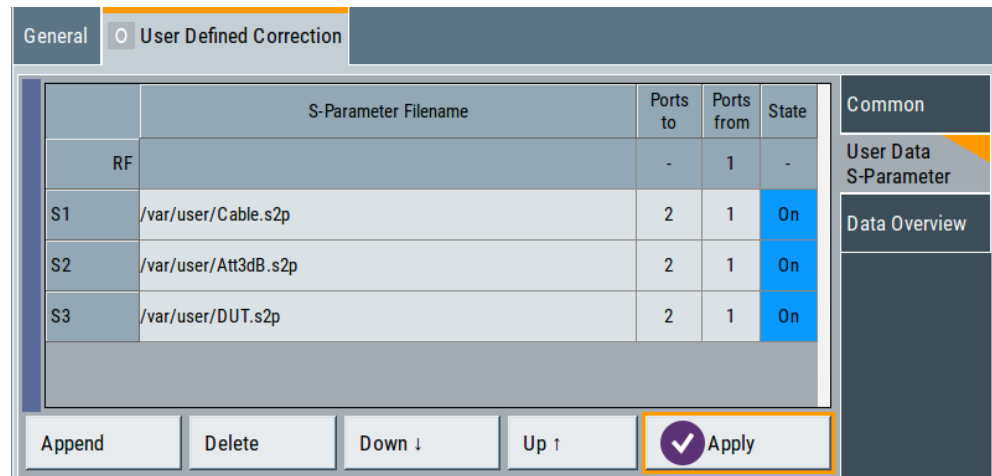 General O User Defined Correction
S-Parameter Filename Ports to Ports from State
RF - 1 -
S1 /var/user/Cable.s2p 2 1 On
S2 /var/user/Att3dB.s2p 2 1 On
S3 /var/user/DUT.s2p 2 1 On
Common
User Data
S-Parameter
Data Overview
Append Delete Down ↓ Up ↑ Apply